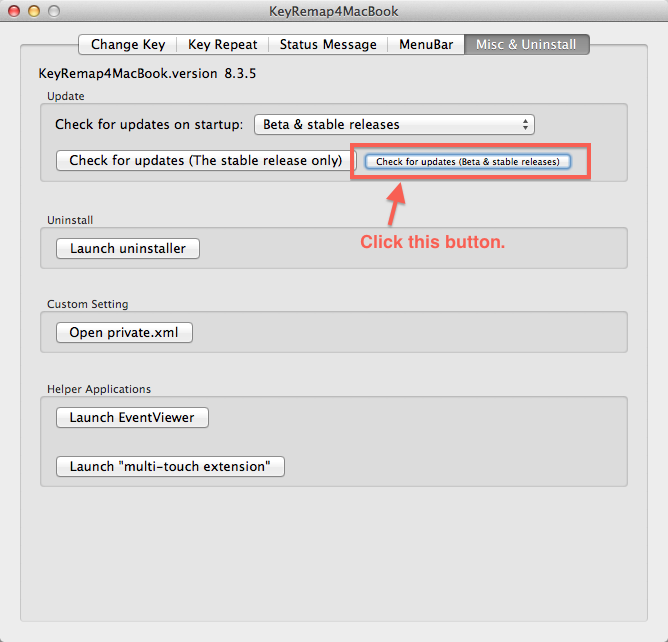 KeyRemap4MacBook
Change Key Key Repeat Status Message MenuBar Misc & Uninstall
KeyRemap4MacBook.version 8.3.5
Update
Check for updates on startup: Beta & stable releases
Check for updates (The stable release only) Check for updates (Beta & stable releases)
Click this button.
Uninstall
Launch uninstaller
Custom Setting
Open private.xml
Helper Applications
Launch EventViewer
Launch "multi-touch extension"